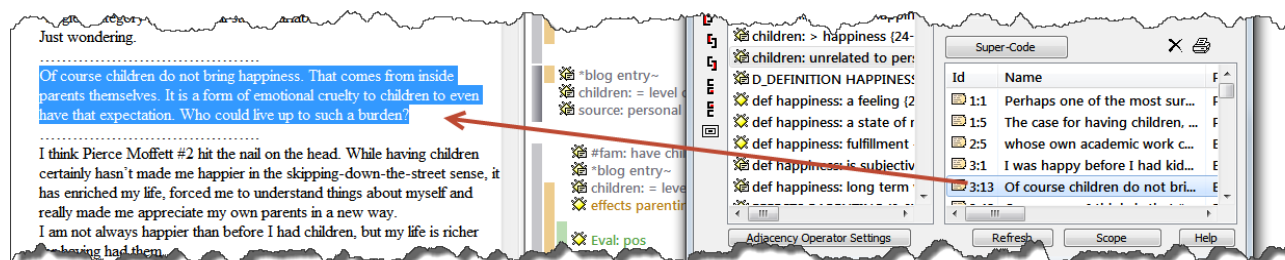 Just wondering.
Of course children do not bring happiness. That comes from inside
parents themselves. It is a form of emotional cruelty to children to even
have that expectation. Who could live up to such a burden?
I think Pierce Moffett #2 hit the nail on the head. While having children
certainly hasn't made me happier in the skipping-down-the-street sense, it
has enriched my life, forced me to understand things about myself and
really made me appreciate my own parents in a new way.
I am not always happier than before I had children, but my life is richer
having had them
*blog entry~
children: = level
source: personal
#fam: have chil
*blog entry~
children: = leve
effects parentin
Eval: pos
children: > happiness {24-
children: unrelated to pers
D_DEFINITION HAPPINESS
def happiness: a feeling {2
def happiness: a state of
def happiness: fulfillment
def happiness: is subjectiv
def happiness: long term
Adjacency Operator Settings
Super-Code
Id Name
1:1 Perhaps one of the most sur...
1:5 The case for having children, ...
2:5 whose own academic work c...
3:1 I was happy before I had kid...
3:13 Of course children do not bri...
Refresh Scope Help